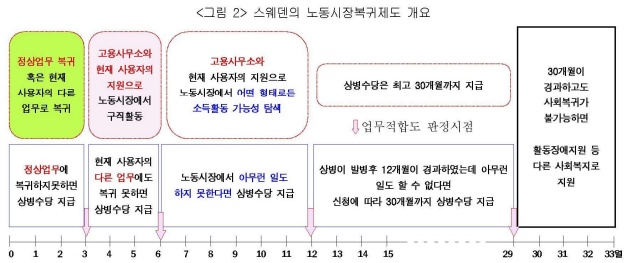 <그림 2> 스웨덴의 노동시장복귀제도 개요
정상업무 복귀
혹은 현재
사용자의 다른
업무로 복귀
고용사무소와
현재 사용자의
지원으로
노동시장에서
구직활동
고용사무소와
현재 사용자의 지원으로
노동시장에서 어떤 형태로든
소득활동 가능성 탐색
상병수당은 최고 30개월까지 지급
업무적합도 판정시점
30개월이
경과하고도
사회복귀가
불가능하면
활동장애지원 등
다른 사회복지로
지원
정상업무에
복귀하지못하면
상병수당 지급
현재 사용자의
다른 업무에도
복귀 못하면
상병수당 지급
노동시장에서 아무런 일도
하지 못한다면 상병수당 지급
상병이 발병후 12개월이 경과하였는데 아무런
일도 할 수 없다면
신청에 따라 30개월까지 상병수당 지급
0 1 2 3 4 5 6 7 8 9 10 11 12 13 14 15 29 30 31 32 33월